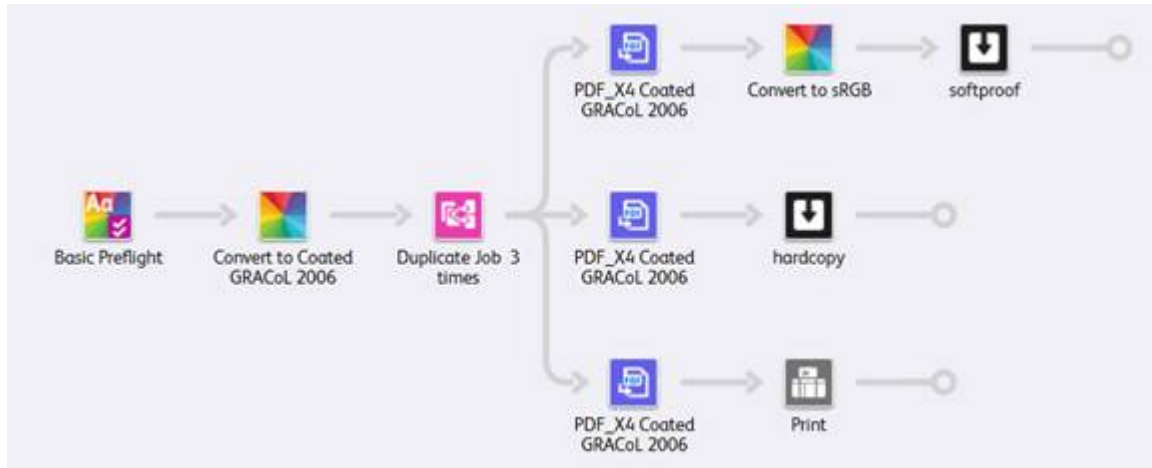 PDF_X4 Coated
GRACoL 2006
Convert to sRGB
softproof
Aa
Basic Preflight
Convert to Coated
GRACoL 2006
Duplicate Job 3
times
PDF_X4 Coated
GRACoL 2006
hardcopy
PDF_X4 Coated
GRACoL 2006
Print